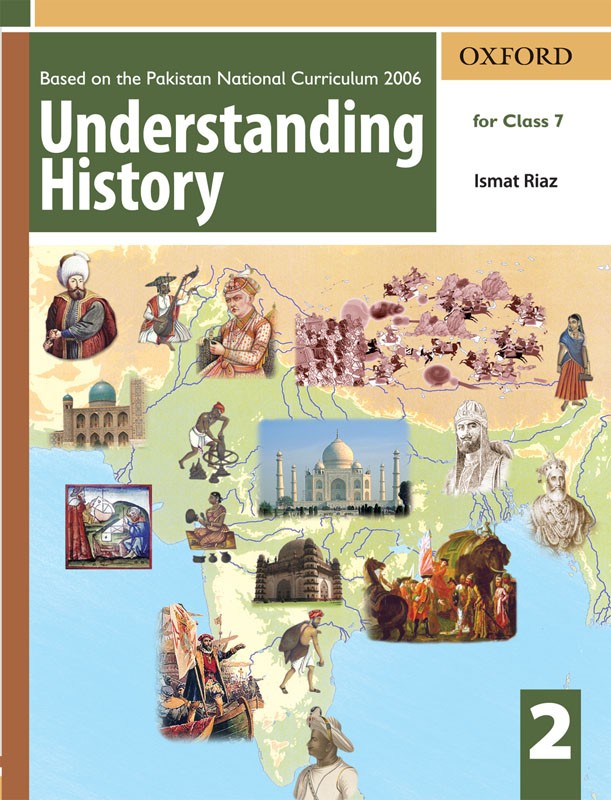 Based on the Pakistan National Curriculum 2006
OXFORD
Understanding
History
for Class 7
Ismat Riaz
2